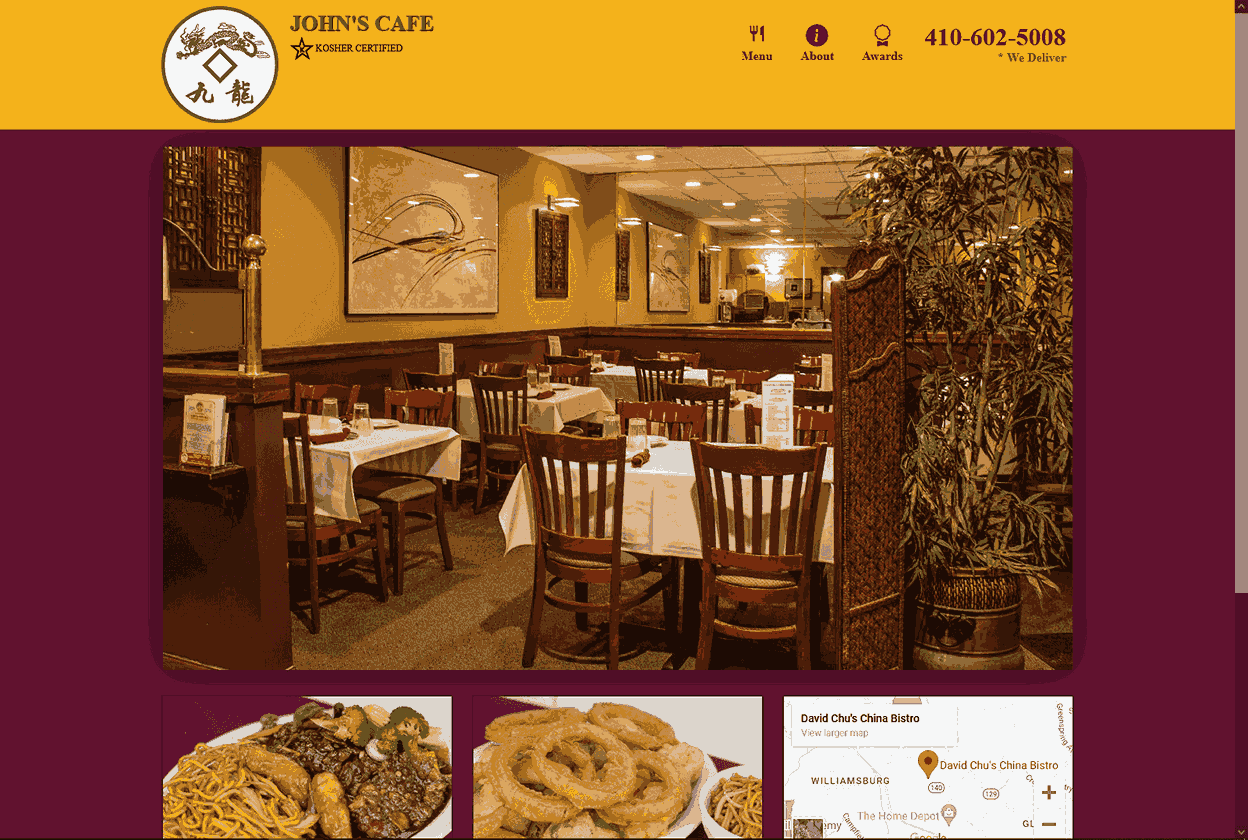 九 龍
JOHN'S CAFE
KOSHER CERTIFIED
Menu
About
Awards
410-602-5008
* We Deliver
David Chu's China Bistro
View larger map
David Chu's China Bistro
WILLIAMSBURG
140
129
The Home Depot
Google